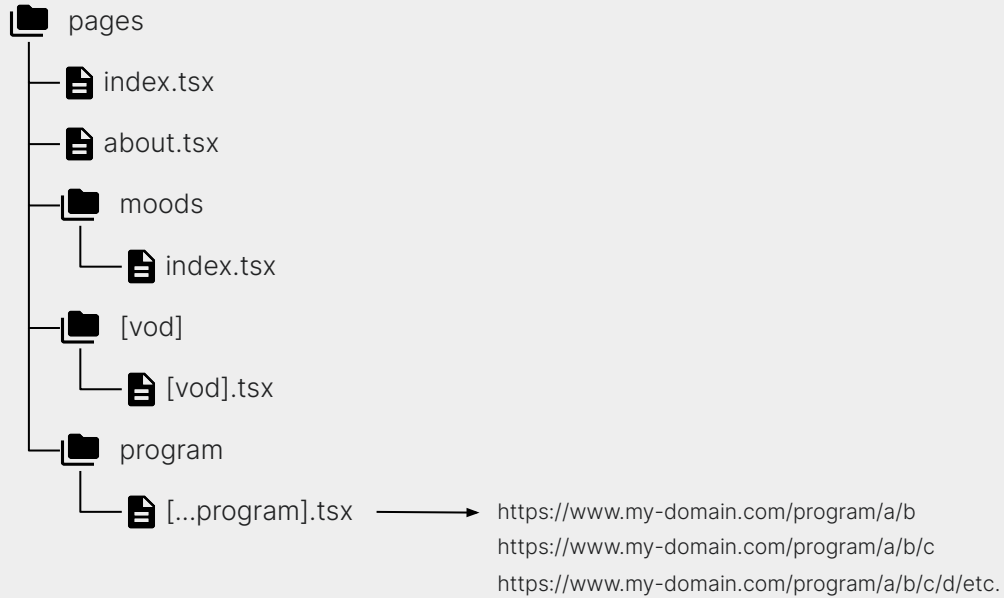 pages
index.tsx
about.tsx
moods
index.tsx
[vod]
[vod].tsx
program
[...program].tsx
https://www.my-domain.com/program/a/b
https://www.my-domain.com/program/a/b/c
https://www.my-domain.com/program/a/b/c/d/etc.